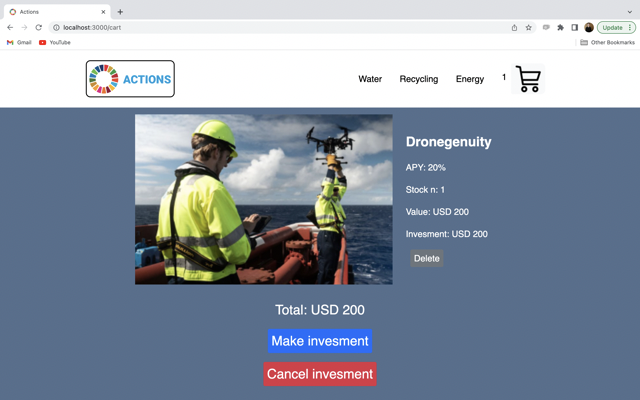 Actions
localhost:3000/cart
Update
Gmail
YouTube
Other Bookmarks
ACTIONS
Water
Recycling
Energy
1
Dronegenuity
APY: 20%
Stock n: 1
Value: USD 200
Invesment: USD 200
Delete
Total: USD 200
Make invesment
Cancel invesment